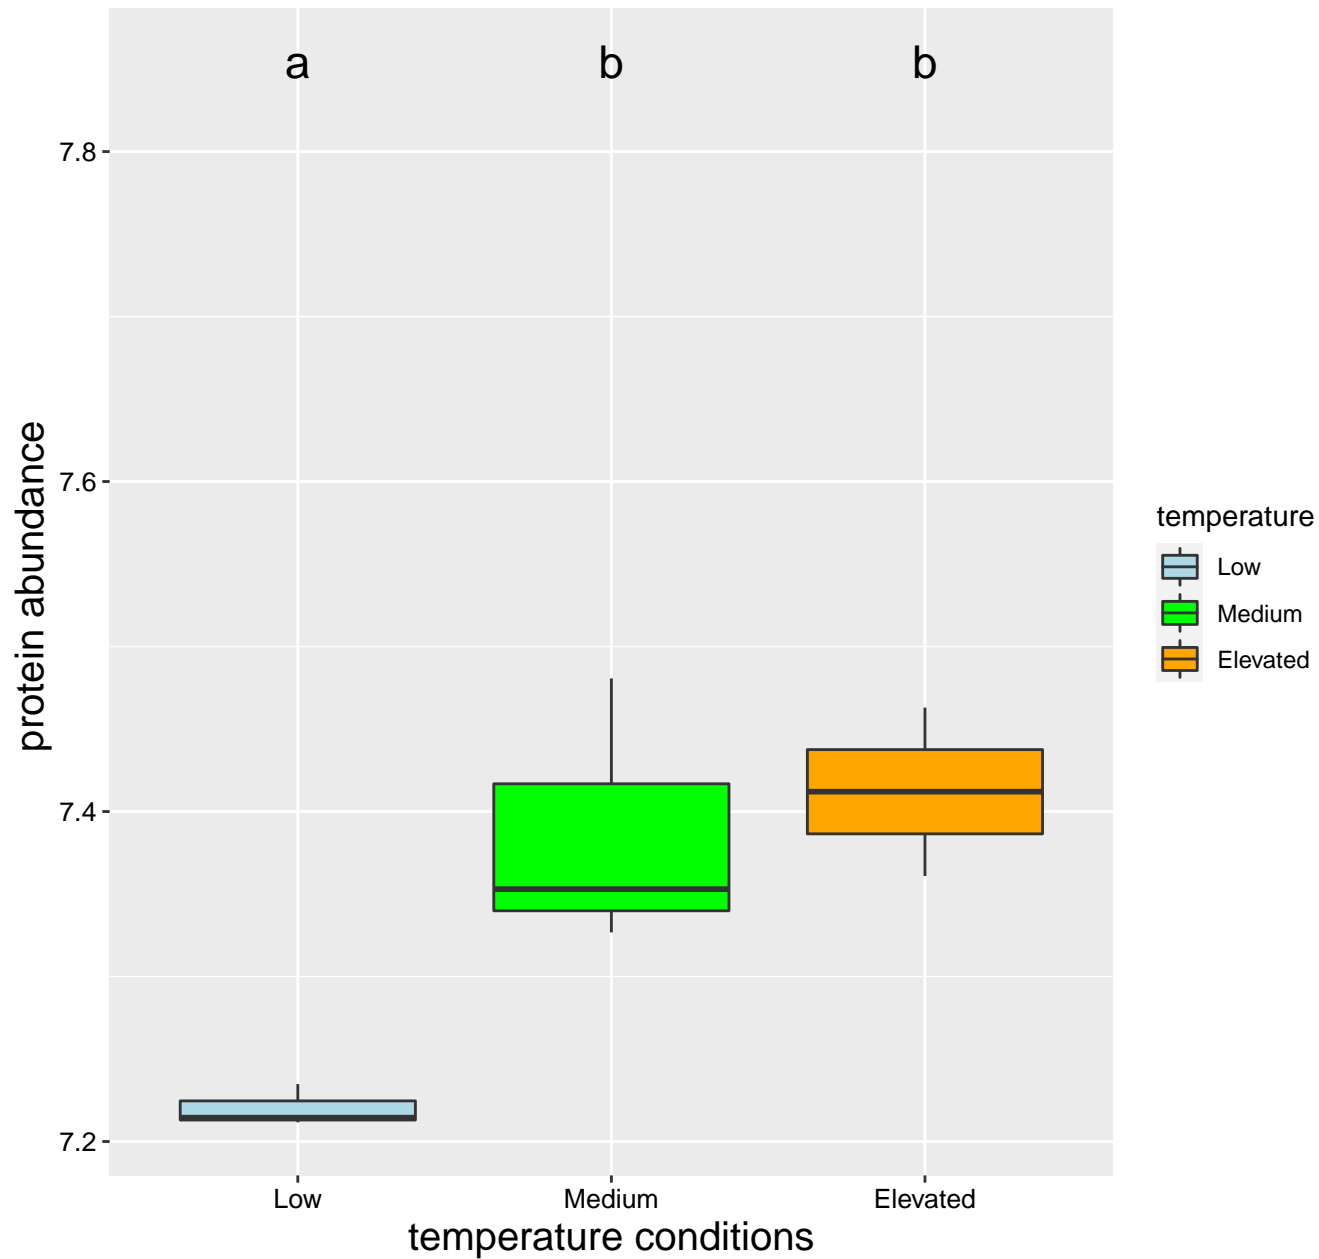 a b b
7.8
7.6
7.4
7.2
protein abundance
Low Medium Elevated
temperature conditions
temperature
Low
Medium
Elevated